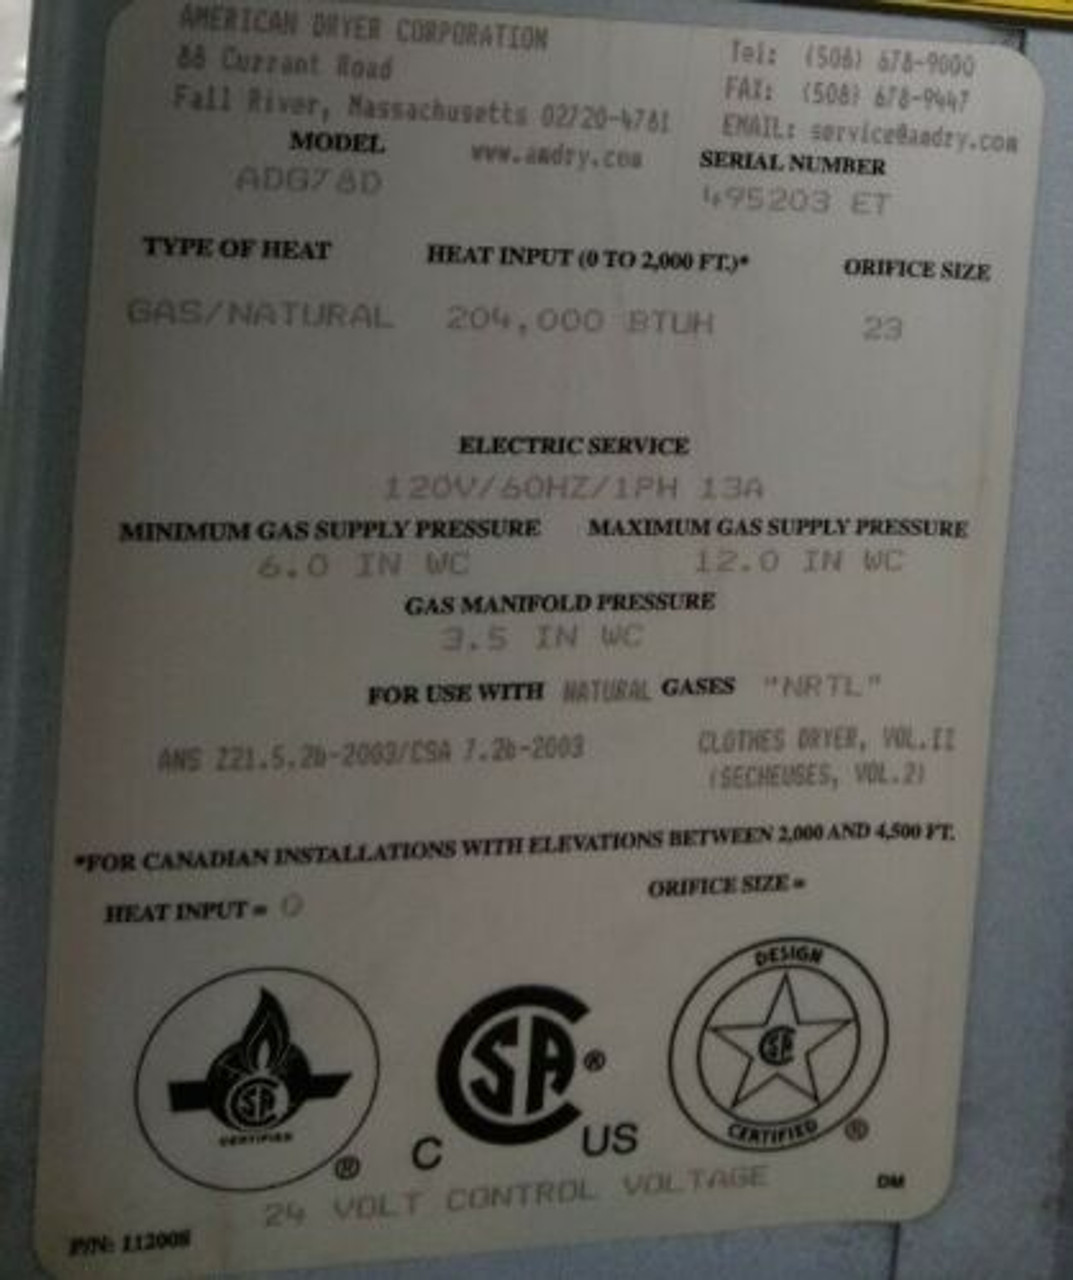 AMERICAN DRYER CORPORATION
88 Currant Road
Fall River, Massachusetts 02720-4781
Tel: (508) 678-9000
FAX: (508) 678-9447
EMAIL: service@amdry.com
www.amdry.com
MODEL
ADG78D
SERIAL NUMBER
495203 ET
TYPE OF HEAT HEAT INPUT (0 TO 2,000 FT.)* ORIFICE SIZE
GAS/NATURAL 204,000 BTUH 23
ELECTRIC SERVICE
120V/60HZ/1PH 13A
MINIMUM GAS SUPPLY PRESSURE MAXIMUM GAS SUPPLY PRESSURE
6.0 IN WC 12.0 IN WC
GAS MANIFOLD PRESSURE
3.5 IN WC
FOR USE WITH NATURAL GASES "NRTL"
ANS Z21.5.2b-2003/CSA 7.2b-2003
CLOTHES DRYER, VOL.II
(SECHEUSES, VOL.2)
*FOR CANADIAN INSTALLATIONS WITH ELEVATIONS BETWEEN 2,000 AND 4,500 FT.
HEAT INPUT = 0 ORIFICE SIZE =
SA CERTIFIED ®
CSA ® C US
DESIGN SA CERTIFIED ®
24 VOLT CONTROL VOLTAGE
DM
P/N: 112008